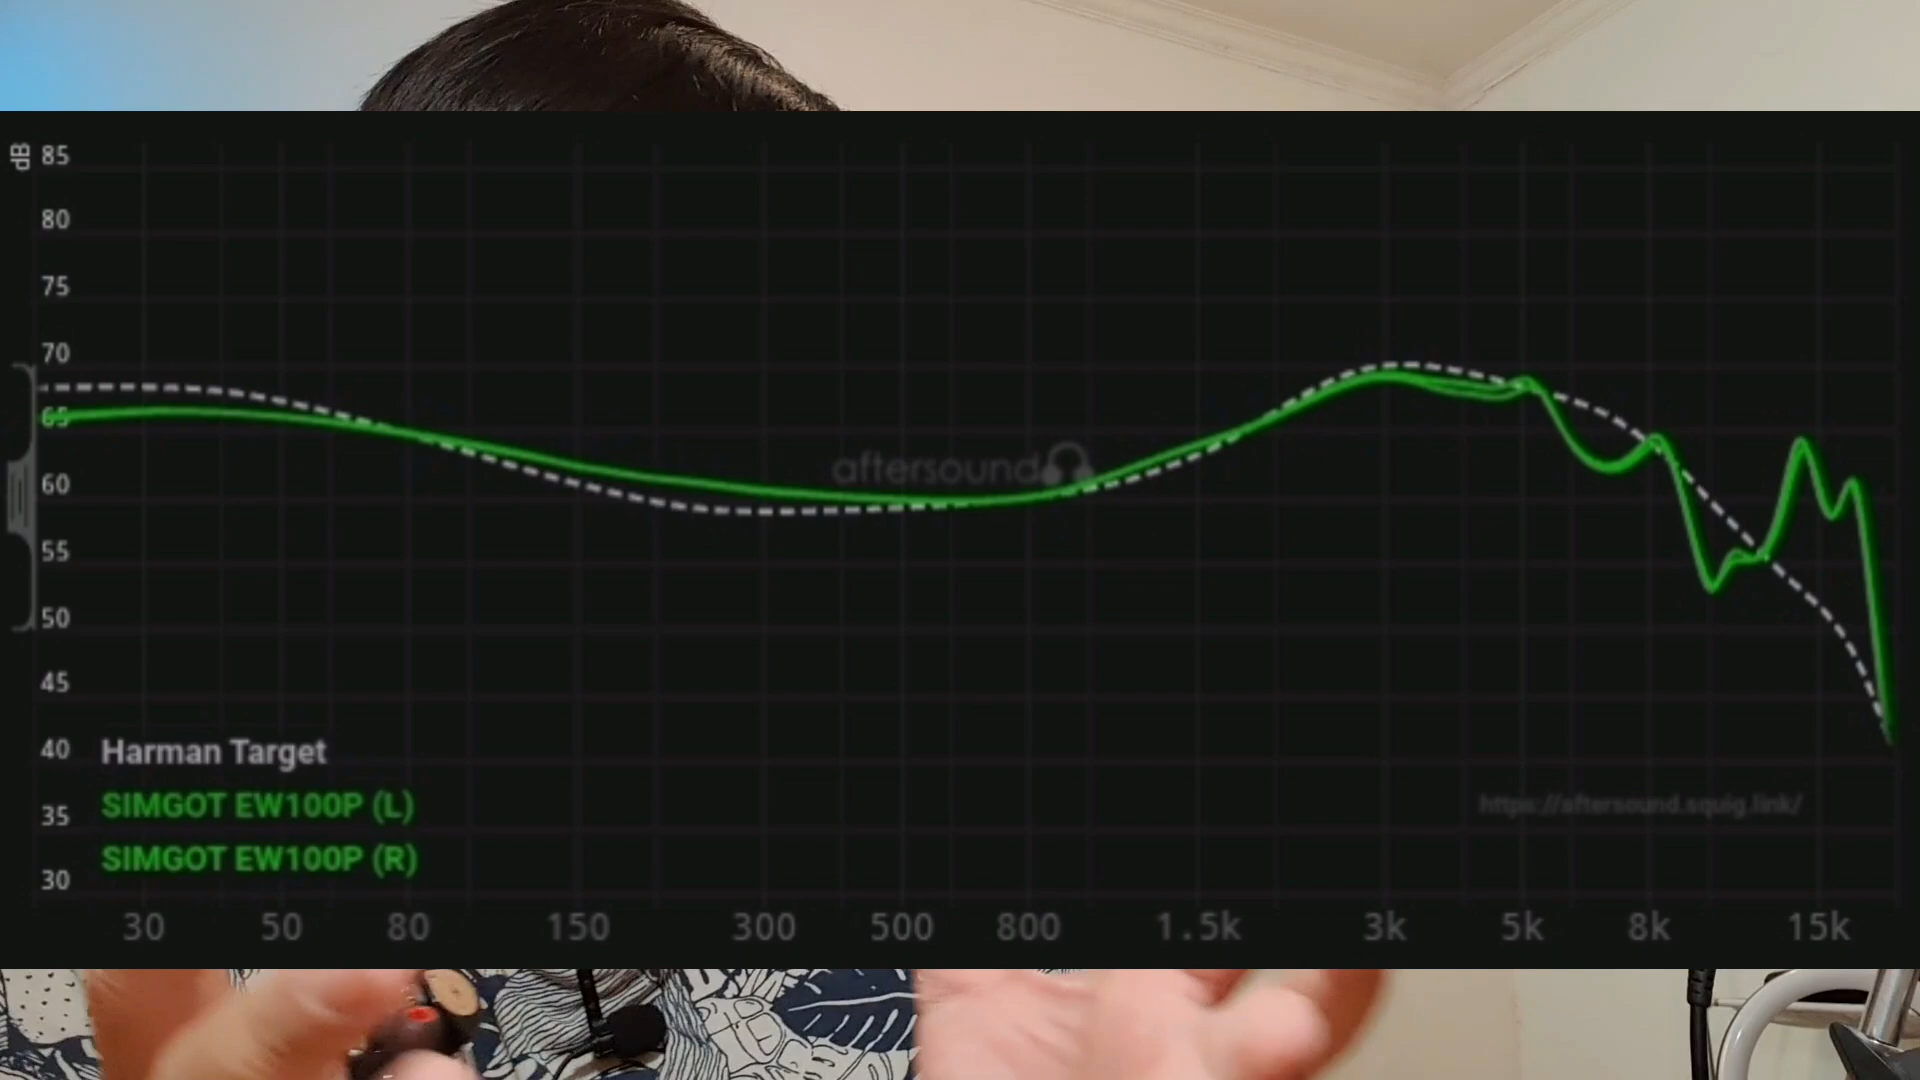 dB
85
80
75
70
65
60
55
50
45
40
35
30
aftersound
Harman Target
SIMGOT EW100P (L)
SIMGOT EW100P (R)
https://aftersound.squig.link/
30 50 80 150 300 500 800 1.5k 3k 5k 8k 15k